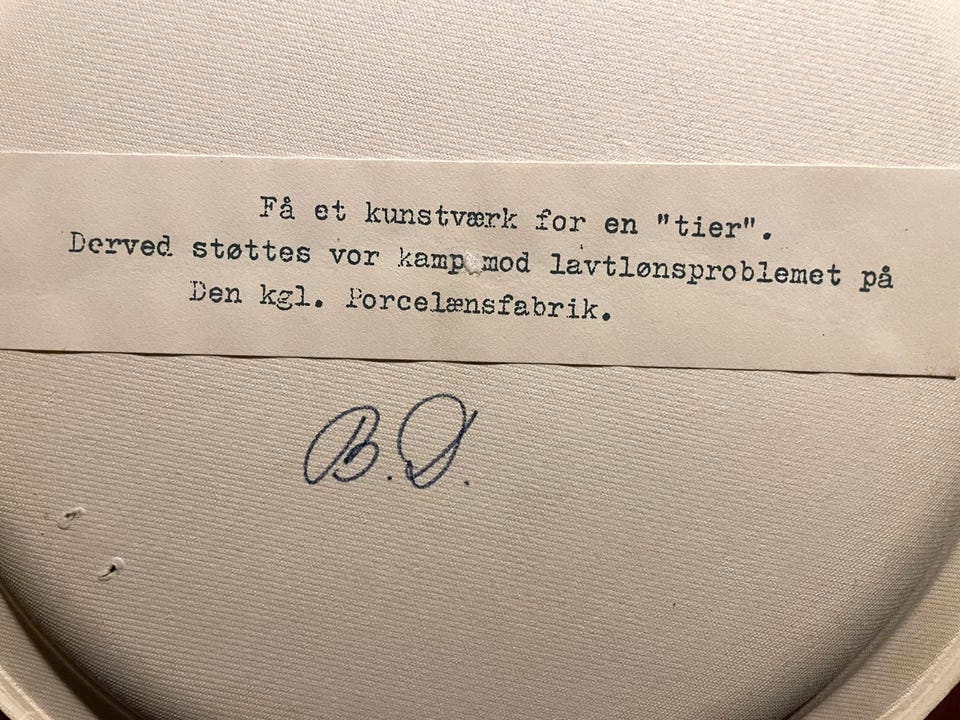 Få et kunstværk for en "tier".
Derved støttes vor kamp mod lavtlønsproblemet på
Den kgl. Porcelænsfabrik.
B.D.